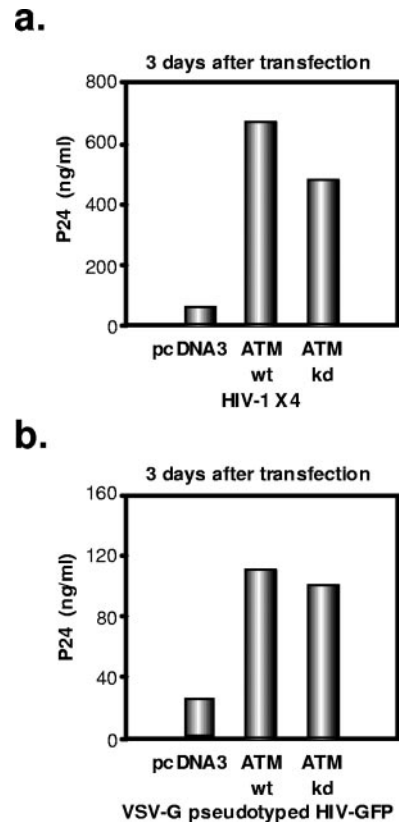 a.
3 days after transfection
P24 (ng/ml)
800
600
400
200
0
pcDNA3 ATM ATM
wt kd
HIV-1 X4
b.
3 days after transfection
P24 (ng/ml)
160
120
80
40
0
pcDNA3 ATM ATM
wt kd
VSV-G pseudotyped HIV-GFP